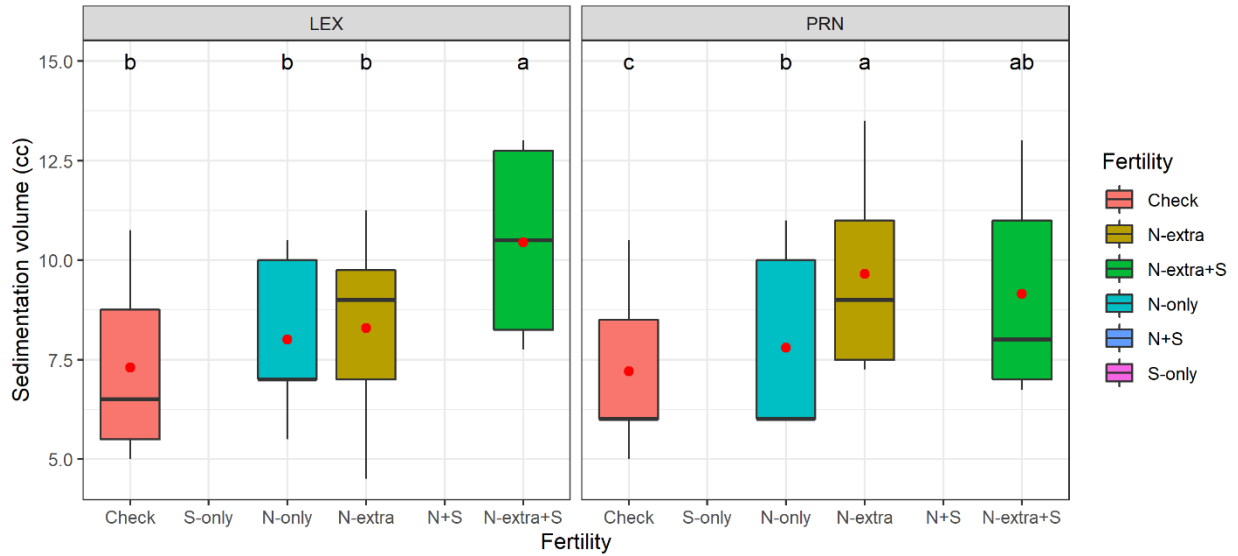 LEX
PRN
15.0
b
b
b
a
c
b
a
ab
12.5
10.0
7.5
5.0
Sedimentation volume (cc)
Check S-only N-only N-extra N+S N-extra+S
Check S-only N-only N-extra N+S N-extra+S
Fertility
Fertility
Check
N-extra
N-extra+S
N-only
N+S
S-only